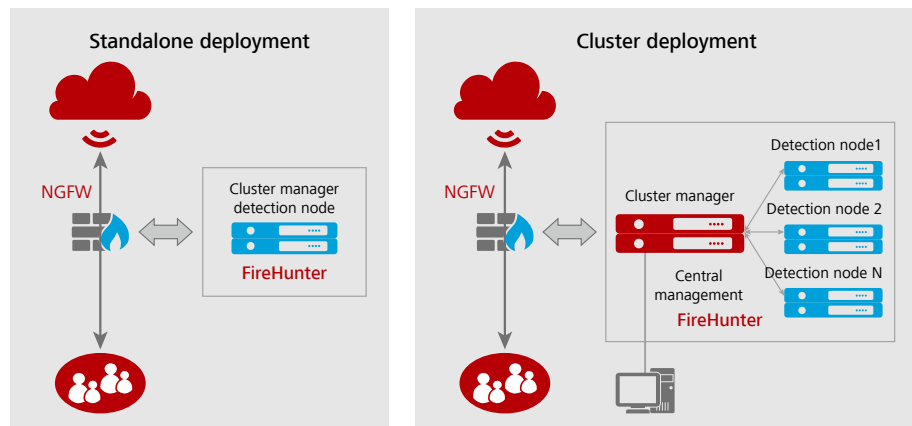 Standalone deployment
NGFW
Cluster manager
detection node
FireHunter
Cluster deployment
NGFW
Cluster manager
Detection node1
Detection node 2
Detection node N
Central
management
FireHunter